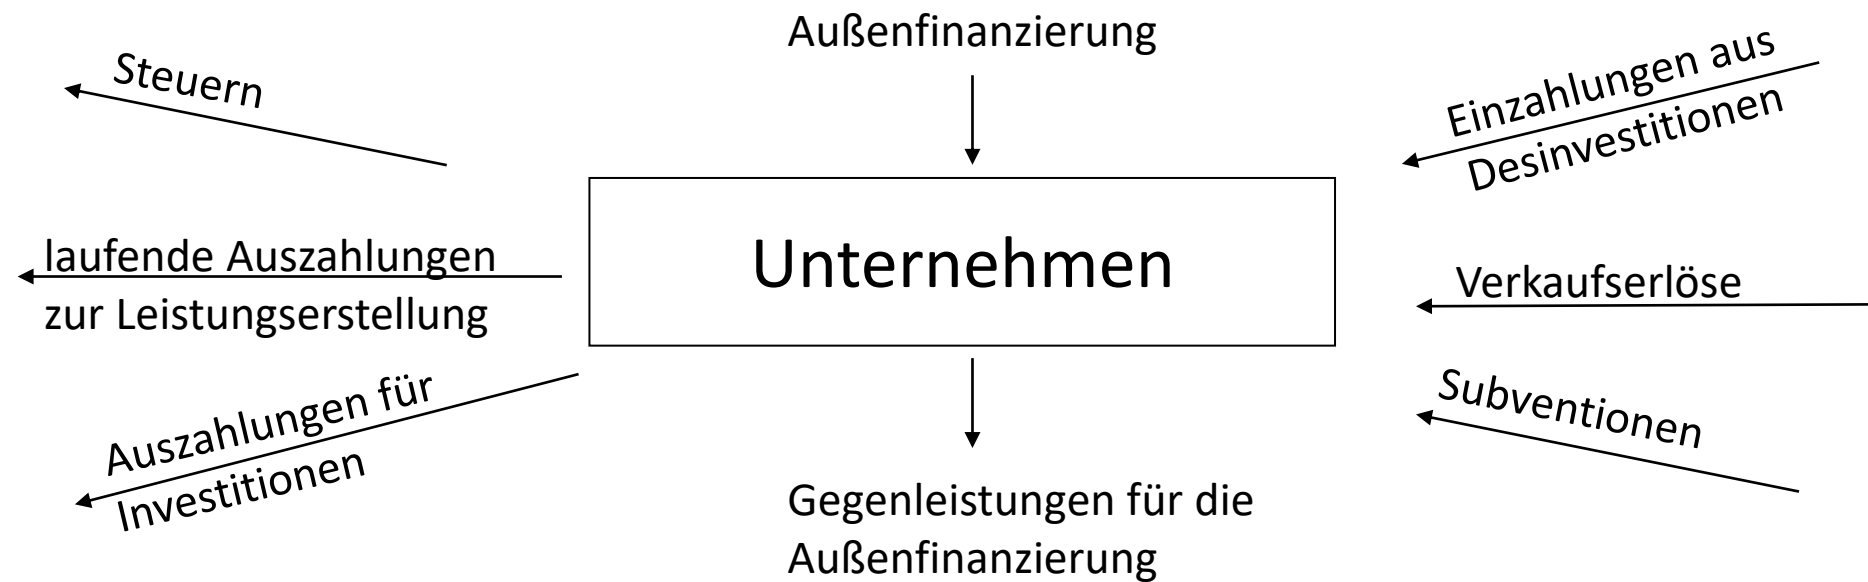 Außenfinanzierung
Steuern
Einzahlungen aus
Desinvestitionen
laufende Auszahlungen
zur Leistungserstellung
Unternehmen
Verkaufserlöse
Auszahlungen für
Investitionen
Subventionen
Gegenleistungen für die
Außenfinanzierung